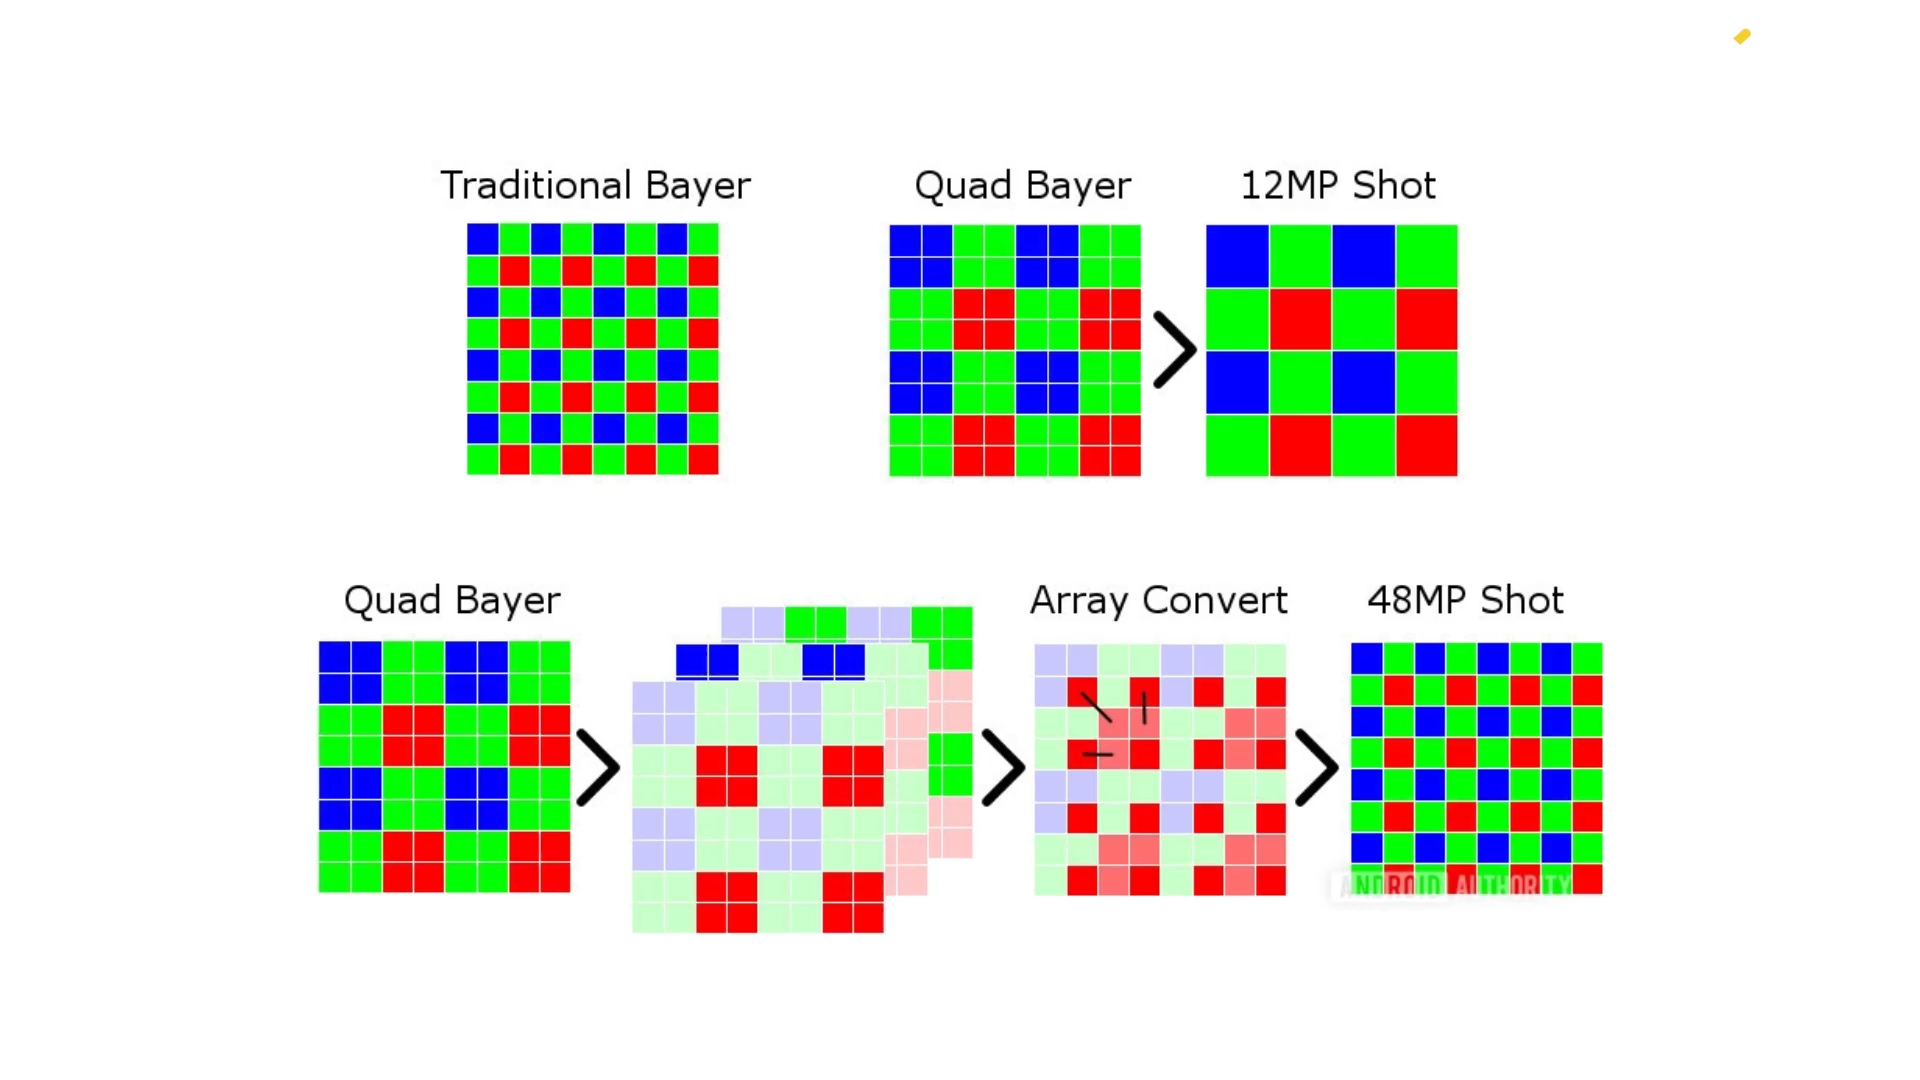 Traditional Bayer
Quad Bayer
12MP Shot
Quad Bayer
Array Convert
48MP Shot
ANDROID AUTHORITY